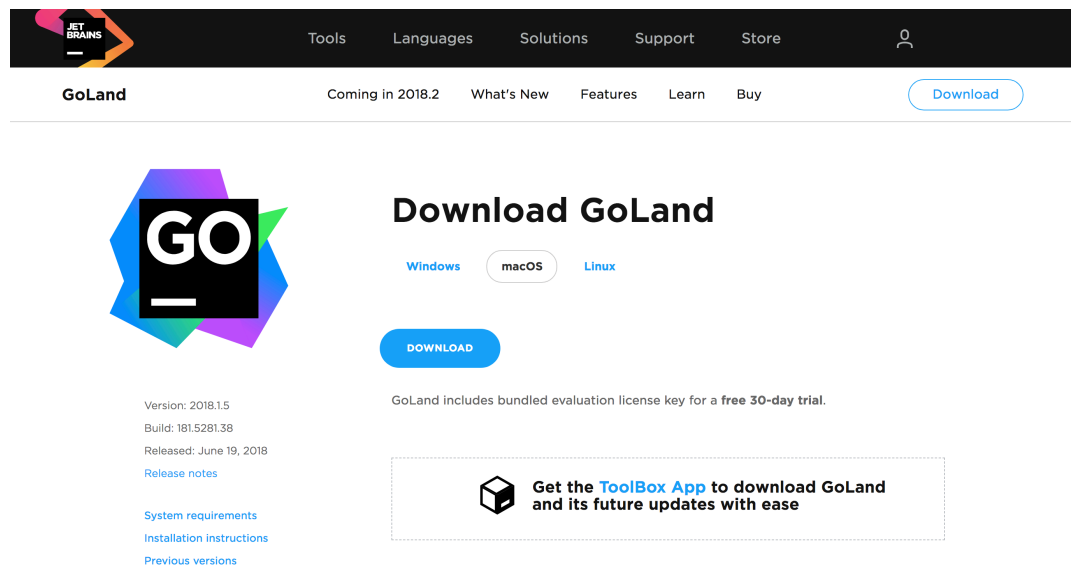 JET
BRAINS
Tools Languages Solutions Support Store
GoLand
Coming in 2018.2 What's New Features Learn Buy
Download
GO
Download GoLand
Windows macOS Linux
DOWNLOAD
GoLand includes bundled evaluation license key for a free 30-day trial.
Version: 2018.1.5
Build: 181.5281.38
Released: June 19, 2018
Release notes
System requirements
Installation instructions
Previous versions
Get the ToolBox App to download GoLand
and its future updates with ease